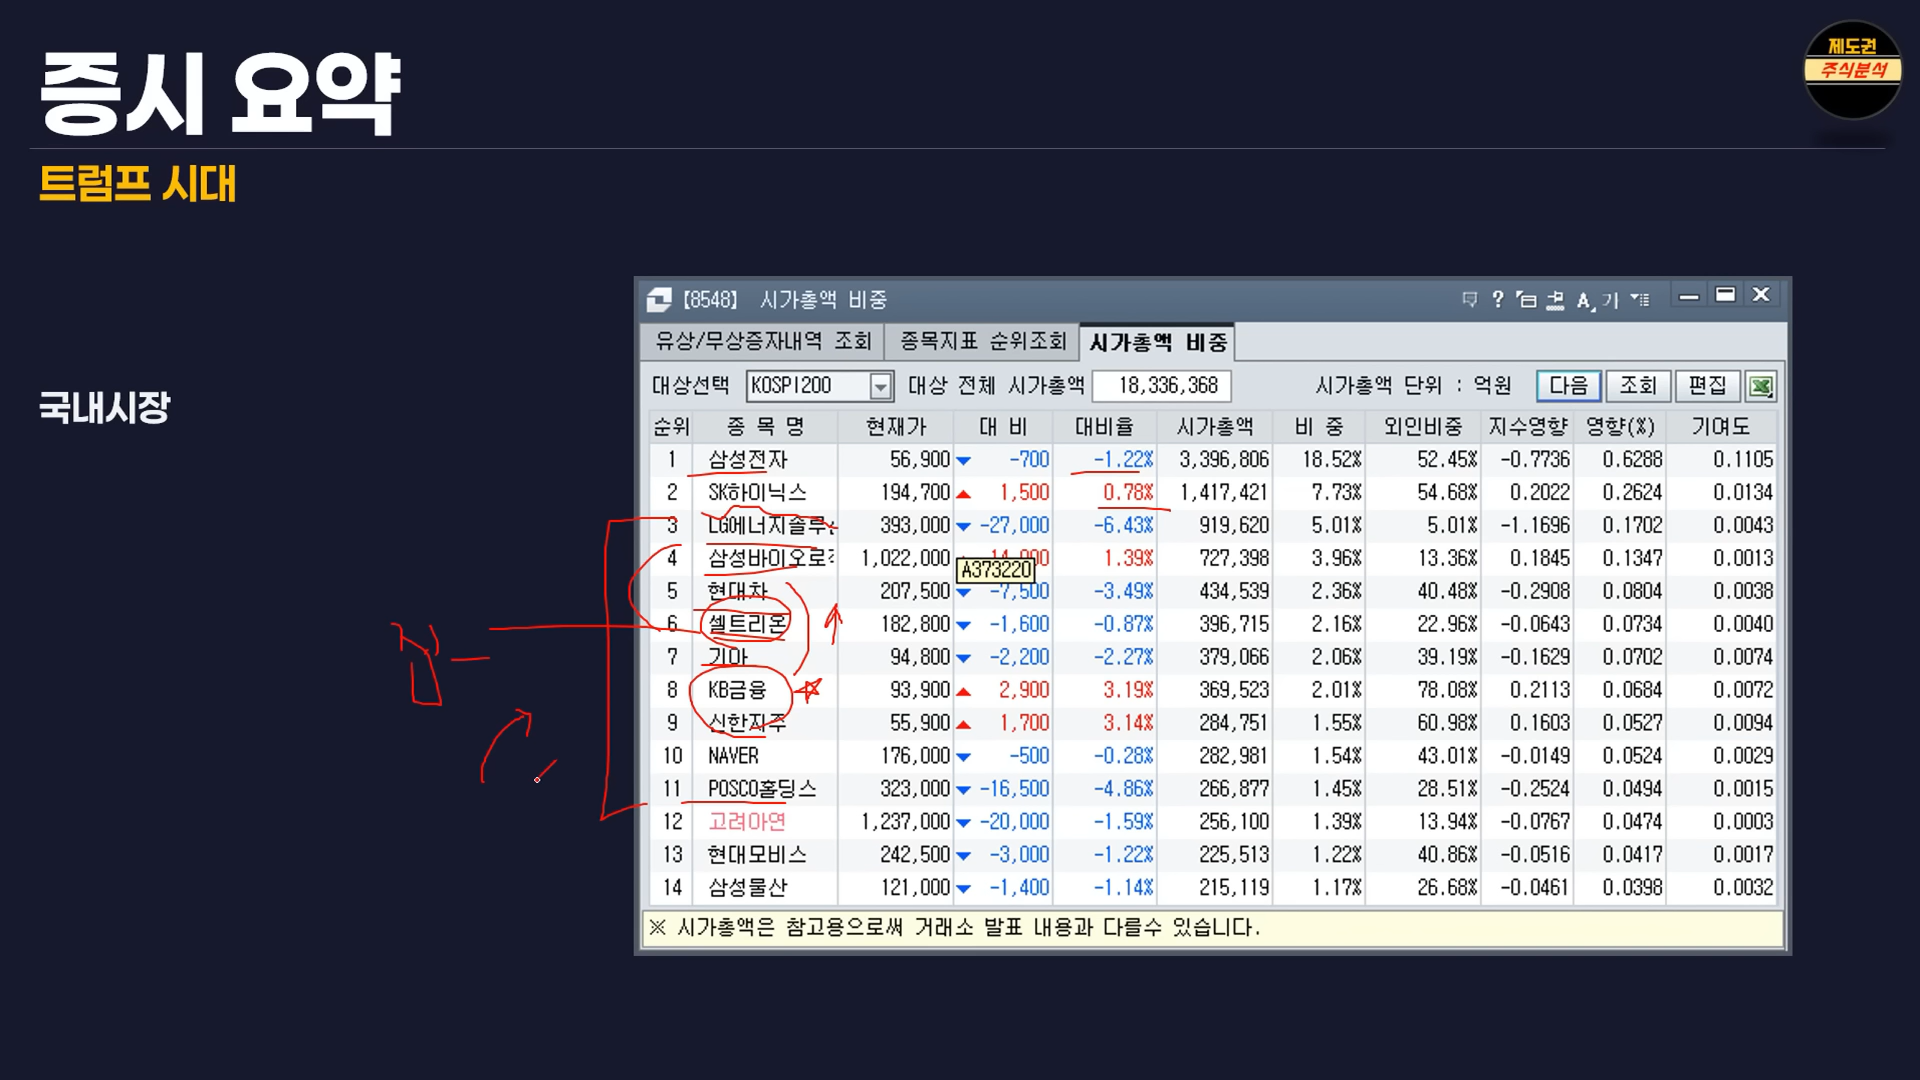 증시 요약
제도권
주식분석
트럼프 시대
국내시장
[8548] 시가총액 비중
유상/무상증자내역 조회 종목지표 순위조회 시가총액 비중
대상선택 KOSPI200 대상 전체 시가총액 18,336,368 시가총액 단위 : 억원 다음 조회 편집
순위 종 목 명 현재가 대 비 대비율 시가총액 비 중 외인비중 지수영향 영향(%) 기여도
1 삼성전자 56,900 ▼ -700 -1.22% 3,396,806 18.52% 52.45% -0.7736 0.6288 0.1105
2 SK하이닉스 194,700 ▲ 1,500 0.78% 1,417,421 7.73% 54.68% 0.2022 0.2624 0.0134
3 LG에너지솔루 393,000 ▼ -27,000 -6.43% 919,620 5.01% 5.01% -1.1696 0.1702 0.0043
4 삼성바이오로 1,022,000 14,000 1.39% 727,398 3.96% 13.36% 0.1845 0.1347 0.0013
A373220
5 현대차 207,500 ▼ -7,500 -3.49% 434,539 2.36% 40.48% -0.2908 0.0804 0.0038
6 셀트리온 182,800 ▼ -1,600 -0.87% 396,715 2.16% 22.96% -0.0643 0.0734 0.0040
7 기아 94,800 ▼ -2,200 -2.27% 379,066 2.06% 39.19% -0.1629 0.0702 0.0074
8 KB금융 93,900 ▲ 2,900 3.19% 369,523 2.01% 78.08% 0.2113 0.0684 0.0072
9 신한지주 55,900 ▲ 1,700 3.14% 284,751 1.55% 60.98% 0.1603 0.0527 0.0094
10 NAVER 176,000 ▼ -500 -0.28% 282,981 1.54% 43.01% -0.0149 0.0524 0.0029
11 POSCO홀딩스 323,000 ▼ -16,500 -4.86% 266,877 1.45% 28.51% -0.2524 0.0494 0.0015
12 고려아연 1,237,000 ▼ -20,000 -1.59% 256,100 1.39% 13.94% -0.0767 0.0474 0.0003
13 현대모비스 242,500 ▼ -3,000 -1.22% 225,513 1.22% 40.86% -0.0516 0.0417 0.0017
14 삼성물산 121,000 ▼ -1,400 -1.14% 215,119 1.17% 26.68% -0.0461 0.0398 0.0032
※ 시가총액은 참고용으로써 거래소 발표 내용과 다를수 있습니다.